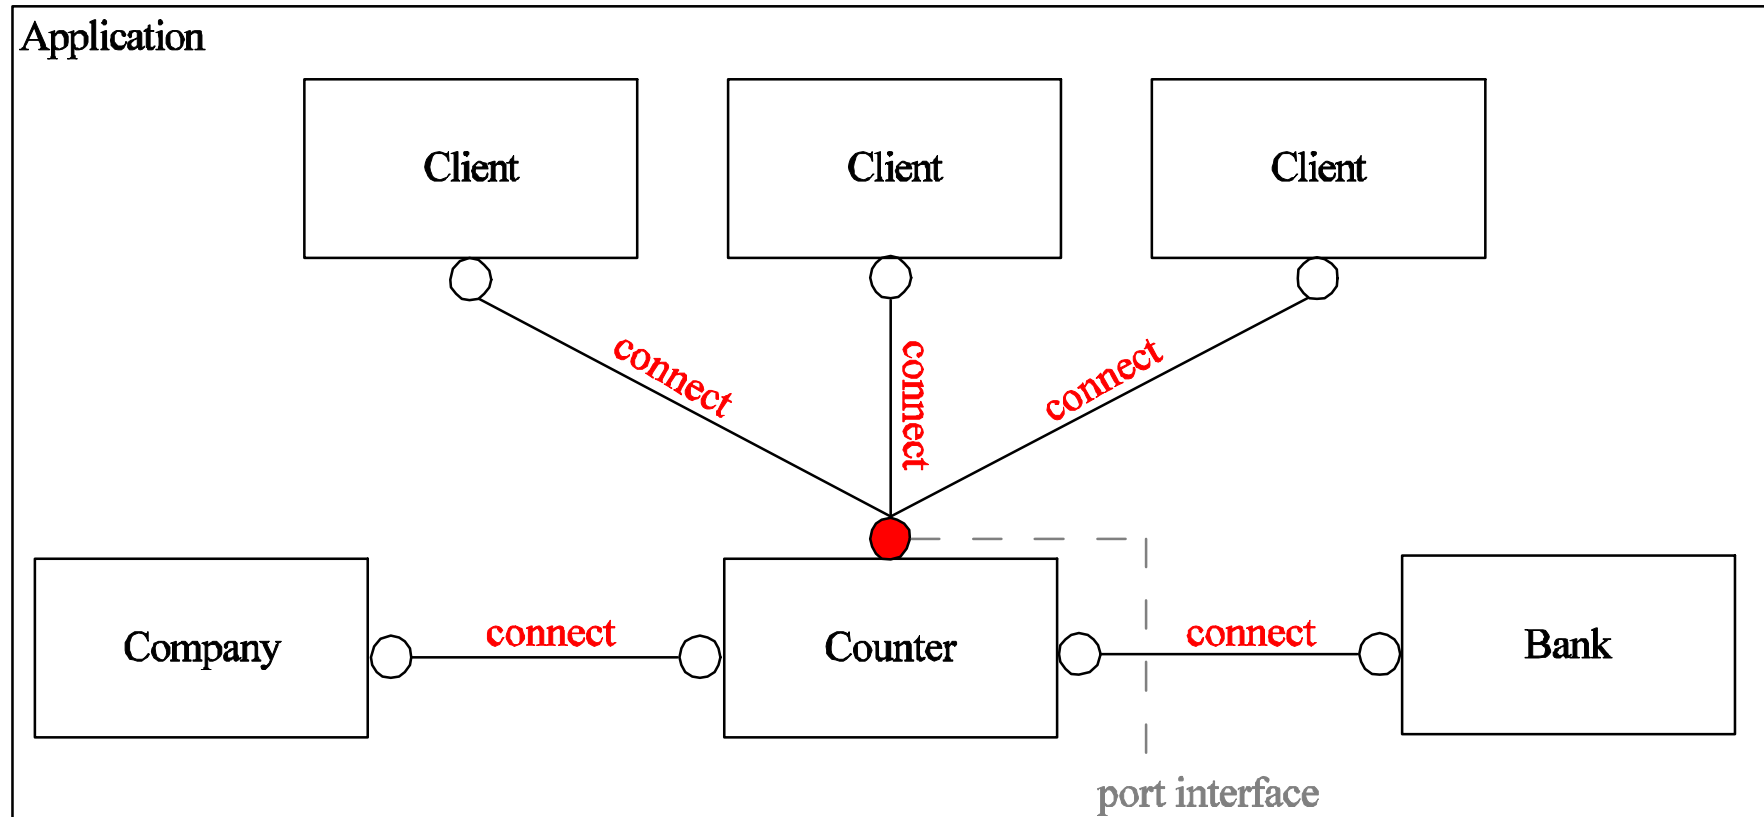 Application
Client
Client
Client
connect
connect
connect
Company
connect
Counter
connect
Bank
port interface